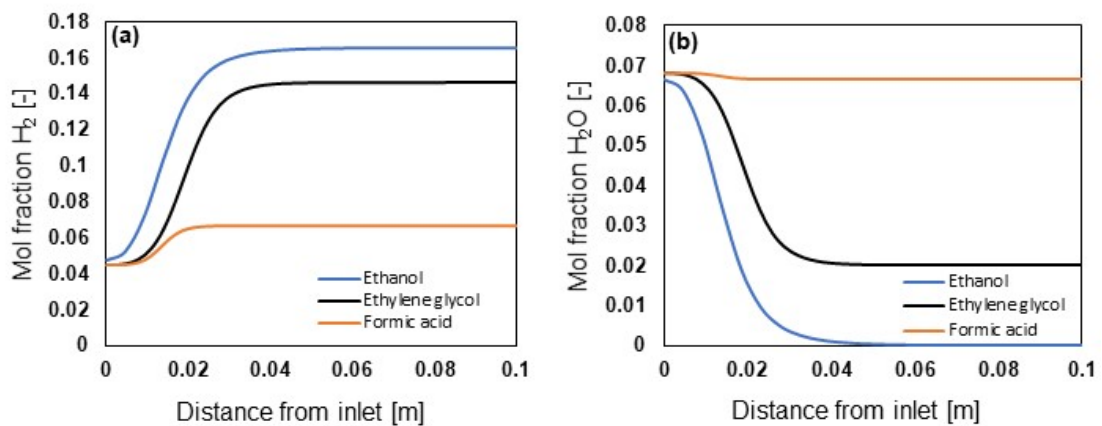 (a)
Mol fraction H₂ [-]
0.18
0.16
0.14
0.12
0.1
0.08
0.06
0.04
0.02
0
0 0.02 0.04 0.06 0.08 0.1
Distance from inlet [m]
Ethanol
Ethylene glycol
Formic acid
(b)
Mol fraction H₂O [-]
0.08
0.07
0.06
0.05
0.04
0.03
0.02
0.01
0
0 0.02 0.04 0.06 0.08 0.1
Distance from inlet [m]
Ethanol
Ethylene glycol
Formic acid